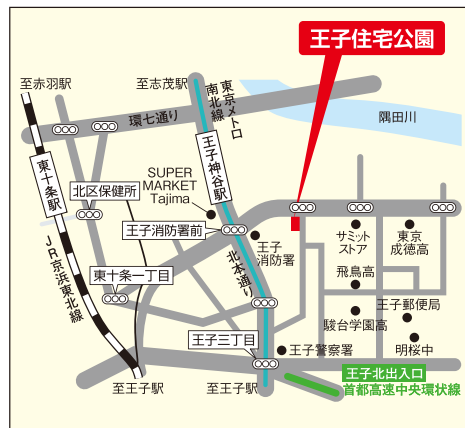 王子住宅公園
至赤羽駅
至志茂駅
東京メトロ
南北線
環七通り
隅田川
王子神谷駅
東十条駅
北区保健所
SUPER
MARKET
Tajima
王子消防署前
王子
消防署
サミット
ストア
東京
成徳高
北本通り
飛鳥高
JR京浜東北線
東十条一丁目
王子郵便局
駿台学園高
王子三丁目
王子警察署
明桜中
至王子駅
至王子駅
王子北出入口
首都高速中央環状線